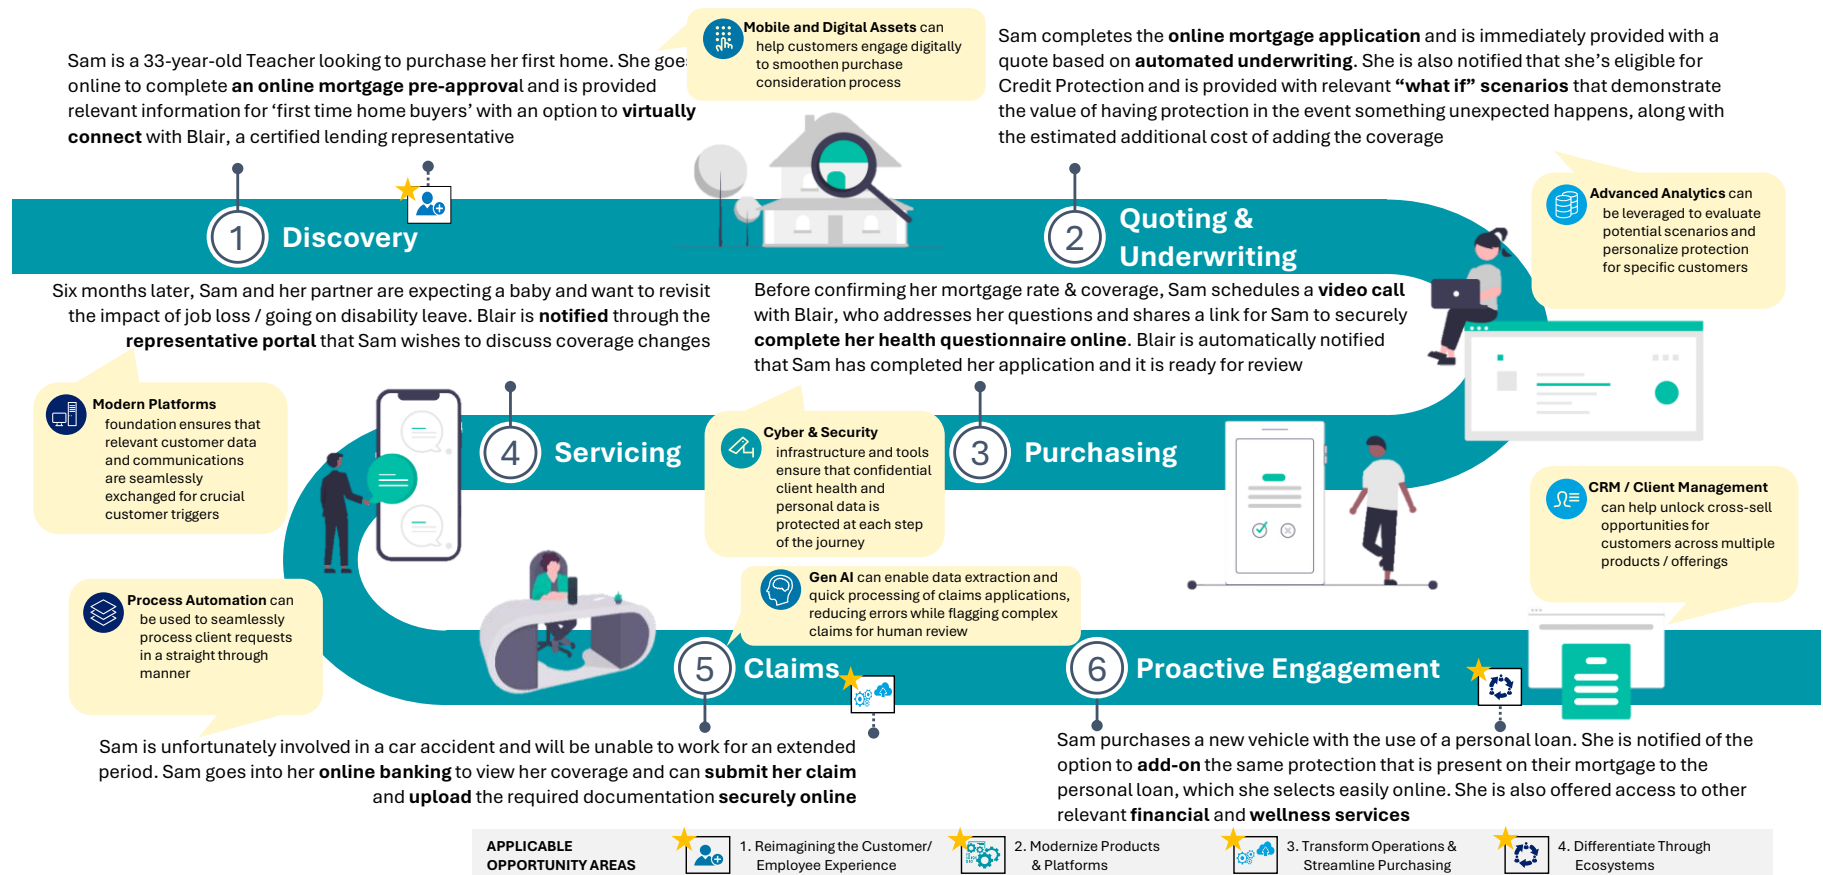 Sam is a 33-year-old Teacher looking to purchase her first home. She goes
online to complete an online mortgage pre-approval and is provided
relevant information for ‘first time home buyers’ with an option to virtually
connect with Blair, a certified lending representative
Mobile and Digital Assets can
help customers engage digitally
to smoothen purchase
consideration process
Sam completes the online mortgage application and is immediately provided with a
quote based on automated underwriting. She is also notified that she’s eligible for
Credit Protection and is provided with relevant “what if” scenarios that demonstrate
the value of having protection in the event something unexpected happens, along with
the estimated additional cost of adding the coverage
1
Discovery
2
Quoting &
Underwriting
Advanced Analytics can
be leveraged to evaluate
potential scenarios and
personalize protection
for specific customers
Six months later, Sam and her partner are expecting a baby and want to revisit
the impact of job loss / going on disability leave. Blair is notified through the
representative portal that Sam wishes to discuss coverage changes
Before confirming her mortgage rate & coverage, Sam schedules a video call
with Blair, who addresses her questions and shares a link for Sam to securely
complete her health questionnaire online. Blair is automatically notified
that Sam has completed her application and it is ready for review
Modern Platforms
foundation ensures that
relevant customer data
and communications
are seamlessly
exchanged for crucial
customer triggers
4
Servicing
Cyber & Security
infrastructure and tools
ensure that confidential
client health and
personal data is
protected at each step
of the journey
3
Purchasing
CRM / Client Management
can help unlock cross-sell
opportunities for
customers across multiple
products / offerings
Process Automation can
be used to seamlessly
process client requests
in a straight through
manner
Gen AI can enable data extraction and
quick processing of claims applications,
reducing errors while flagging complex
claims for human review
5
Claims
6
Proactive Engagement
Sam is unfortunately involved in a car accident and will be unable to work for an extended
period. Sam goes into her online banking to view her coverage and can submit her claim
and upload the required documentation securely online
Sam purchases a new vehicle with the use of a personal loan. She is notified of the
option to add-on the same protection that is present on their mortgage to the
personal loan, which she selects easily online. She is also offered access to other
relevant financial and wellness services
APPLICABLE
OPPORTUNITY AREAS
1. Reimagining the Customer/
Employee Experience
2. Modernize Products
& Platforms
3. Transform Operations &
Streamline Purchasing
4. Differentiate Through
Ecosystems